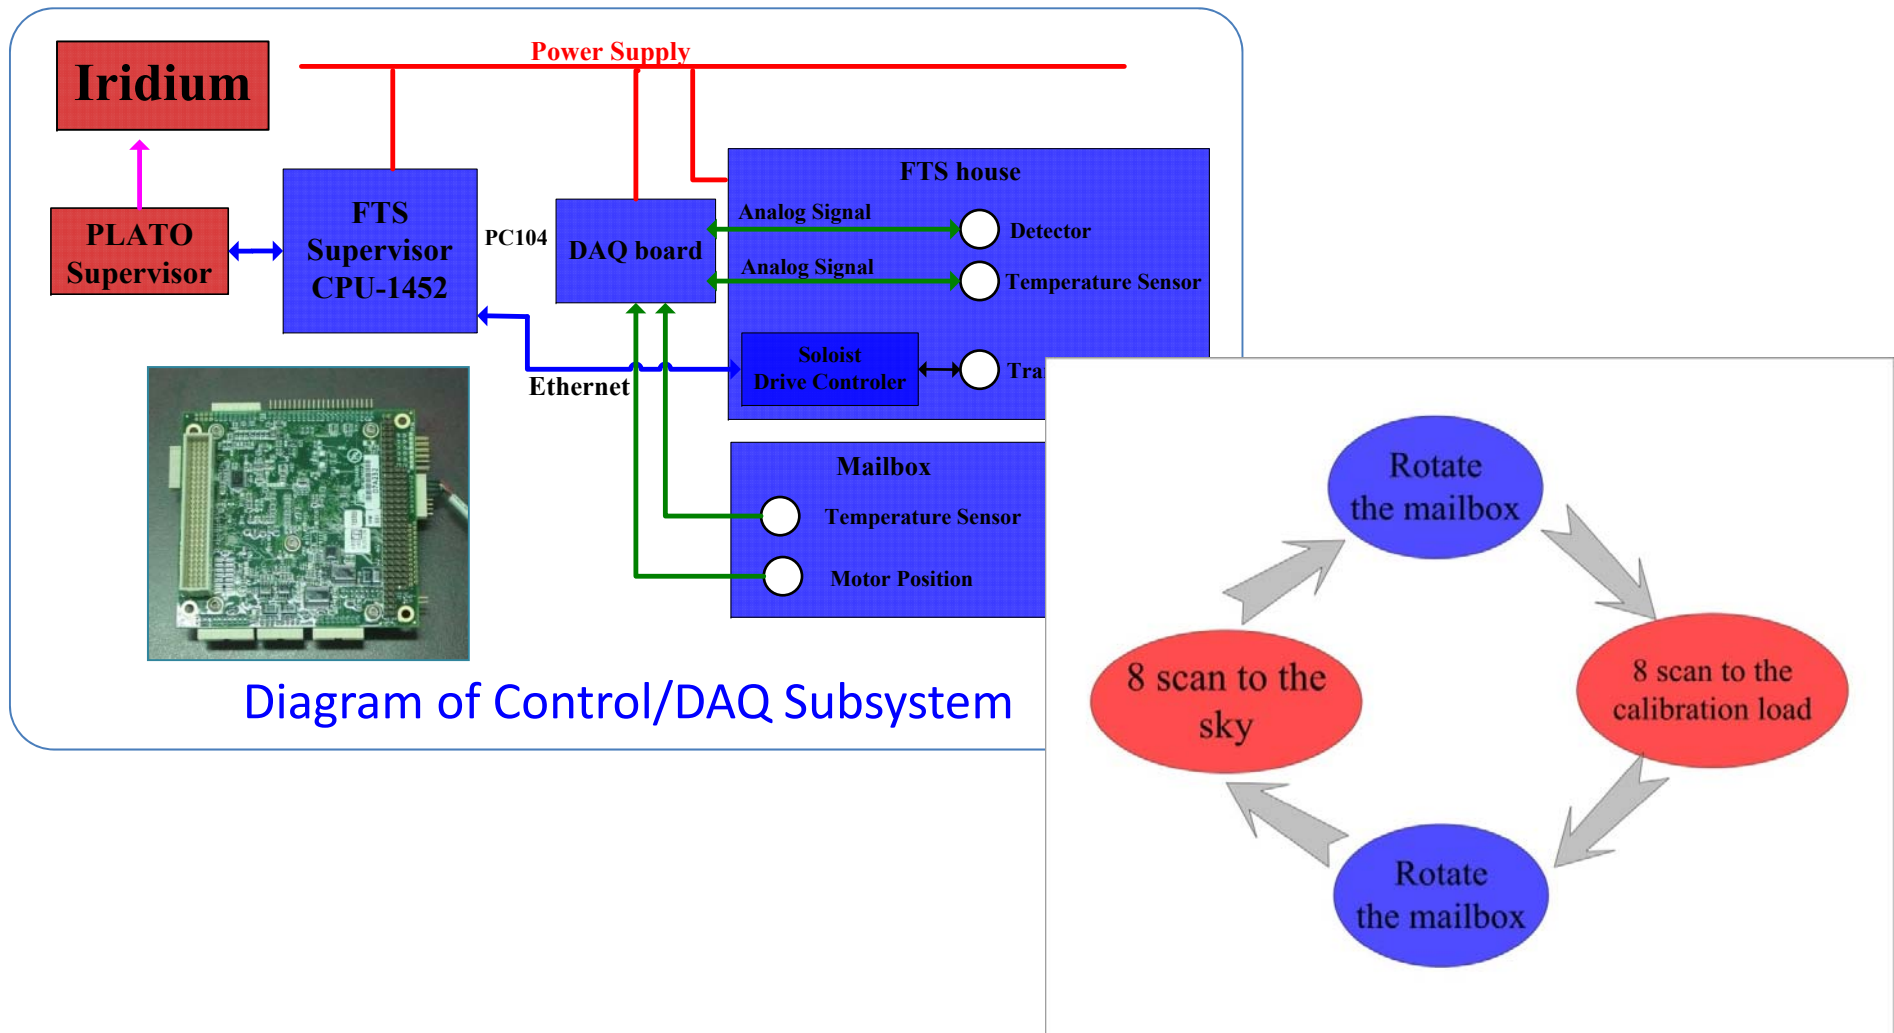 Power Supply
Iridium
PLATO
Supervisor
FTS
Supervisor
CPU-1452
PC104
DAQ board
FTS house
Analog Signal
Detector
Analog Signal
Temperature Sensor
Soloist
Drive Controler
Ethernet
Mailbox
Temperature Sensor
Motor Position
Diagram of Control/DAQ Subsystem
Rotate
the mailbox
8 scan to the
sky
8 scan to the
calibration load
Rotate
the mailbox